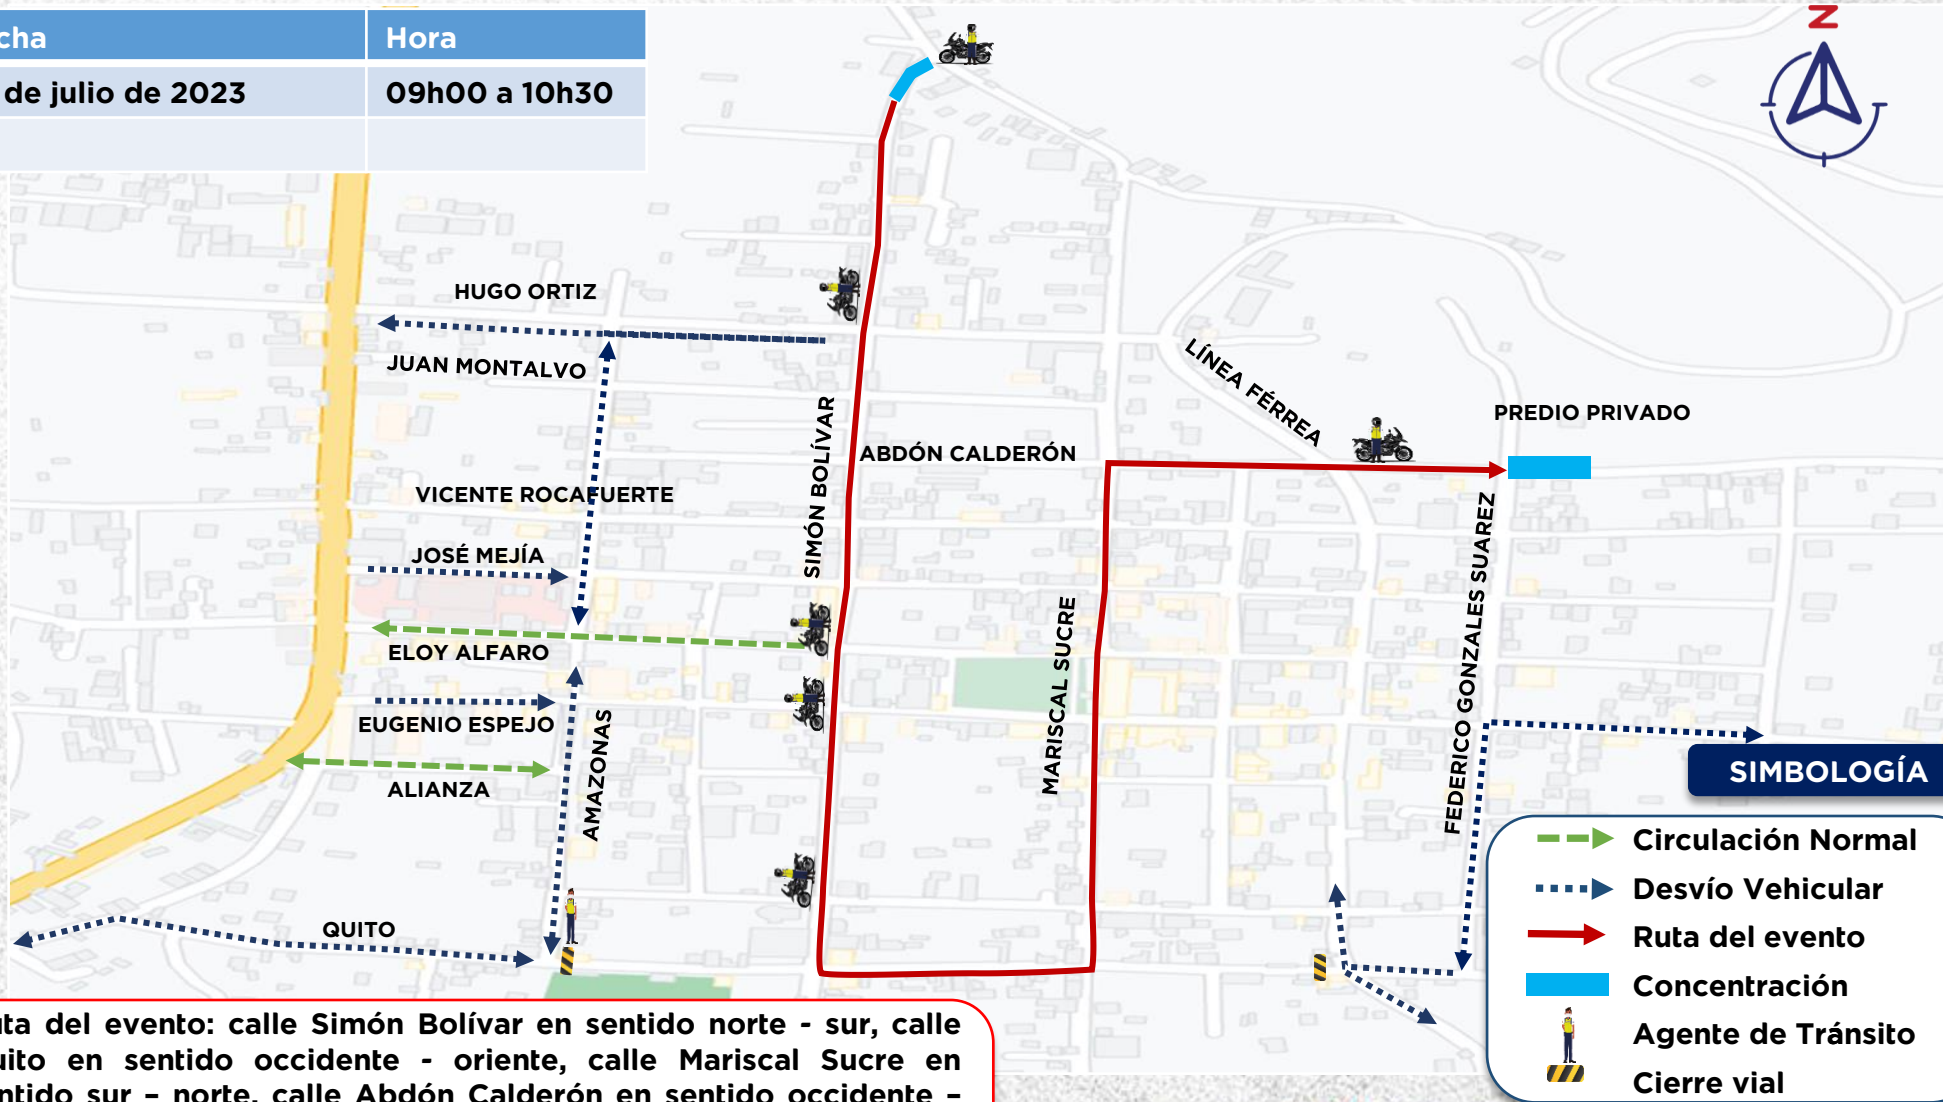 cha Hora
de julio de 2023 09h00 a 10h30
N
HUGO ORTIZ
JUAN MONTALVO
LÍNEA FÉRREA
PREDIO PRIVADO
SIMÓN BOLÍVAR
ABDÓN CALDERÓN
VICENTE ROCAFUERTE
JOSÉ MEJÍA
FEDERICO GONZALES SUAREZ
MARISCAL SUCRE
ELOY ALFARO
EUGENIO ESPEJO
AMAZONAS
ALIANZA
QUITO
SIMBOLOGÍA
Circulación Normal
Desvío Vehicular
Ruta del evento
Concentración
Agente de Tránsito
Cierre vial
uta del evento: calle Simón Bolívar en sentido norte - sur, calle
uito en sentido occidente - oriente, calle Mariscal Sucre en
ntido sur – norte, calle Abdón Calderón en sentido occidente –